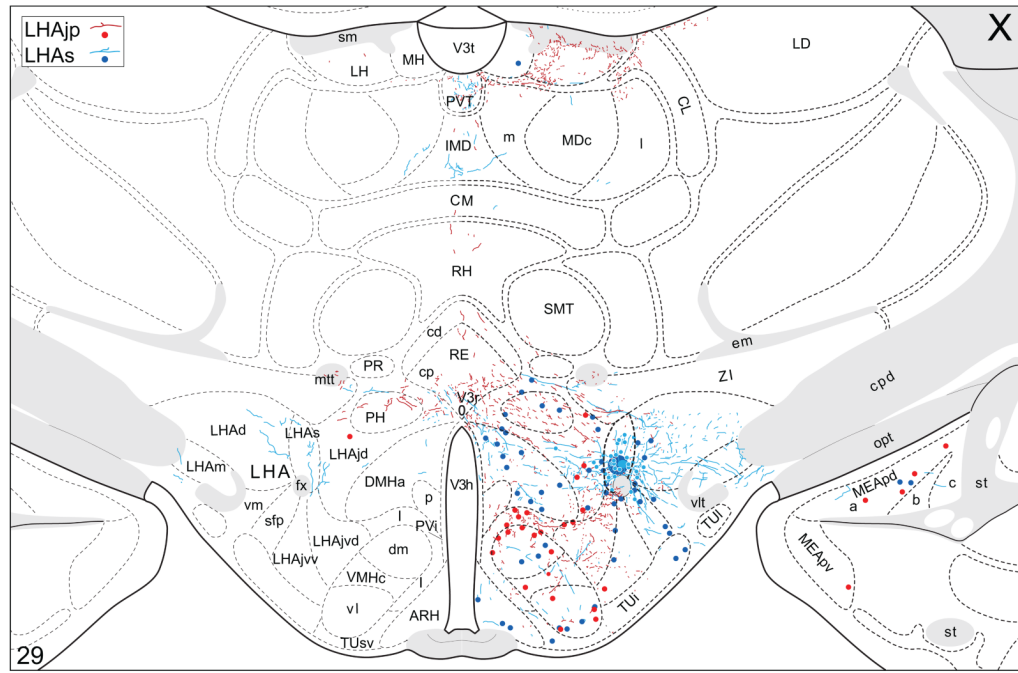 LHAjp
LHAs
X
sm
V3t
LD
MH
LH
PVT
CL
IMD
m
MDc
l
CM
RH
SMT
cd
RE
em
PR
cp
mtt
ZI
cpd
V3r
PH
LHAd
LHAs
opt
LHAjd
LHAm
LHA
DMHa
V3h
MEApd
c
st
fx
vlt
a
b
vm
p
sfp
l
PVi
TUl
LHAjvd
dm
MEApv
LHAjvv
VMHc
l
TUi
vl
ARH
st
TUsv
29